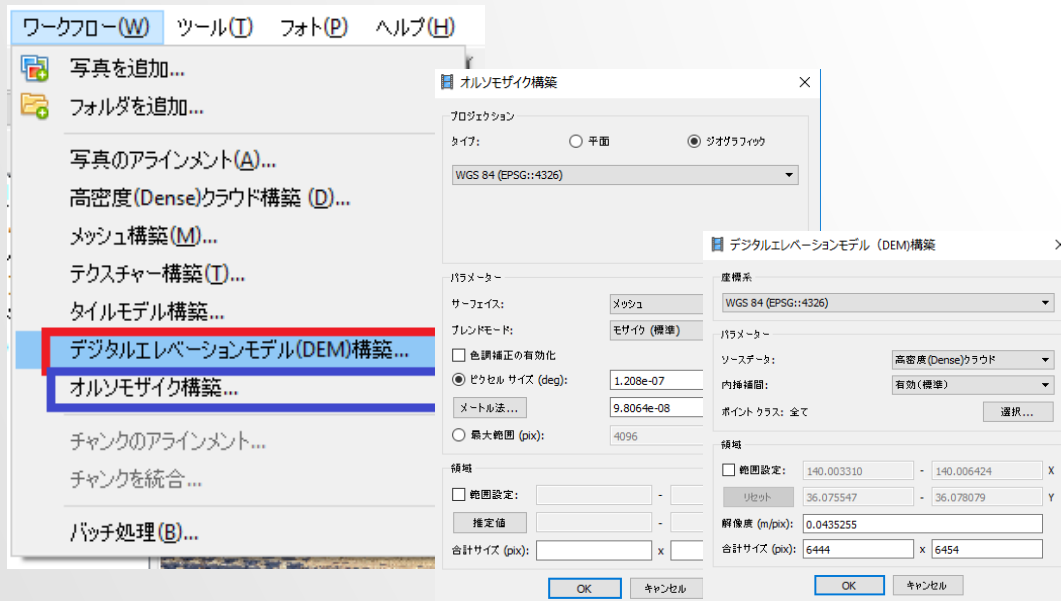 ワークフロー(W) ツール(T) フォト(P) ヘルプ(H)
写真を追加...
フォルダを追加...
写真のアラインメント(A)...
高密度(Dense)クラウド構築 (D)...
メッシュ構築(M)...
テクスチャー構築(T)...
タイルモデル構築...
デジタルエレベーションモデル(DEM)構築...
オルソモザイク構築...
チャンクのアラインメント...
チャンクを統合...
バッチ処理(B)...
オルソモザイク構築
プロジェクション
タイプ: 平面 ジオグラフィック
WGS 84 (EPSG::4326)
パラメーター
サーフェイス: メッシュ
ブレンドモード: モザイク (標準)
色調補正の有効化
ピクセル サイズ (deg): 1.208e-07
メートル法... 9.8064e-08
最大範囲 (pix): 4096
領域
範囲設定: -
推定値 -
合計サイズ (pix): x
OK キャンセル
デジタルエレベーションモデル (DEM)構築
座標系
WGS 84 (EPSG::4326)
パラメーター
ソースデータ: 高密度(Dense)クラウド
内挿補間: 有効(標準)
ポイント クラス: 全て 選択...
領域
範囲設定: 140.003310 - 140.006424 X
リセット 36.075547 - 36.078079 Y
解像度 (m/pix): 0.0435255
合計サイズ (pix): 6444 x 6454
OK キャンセル